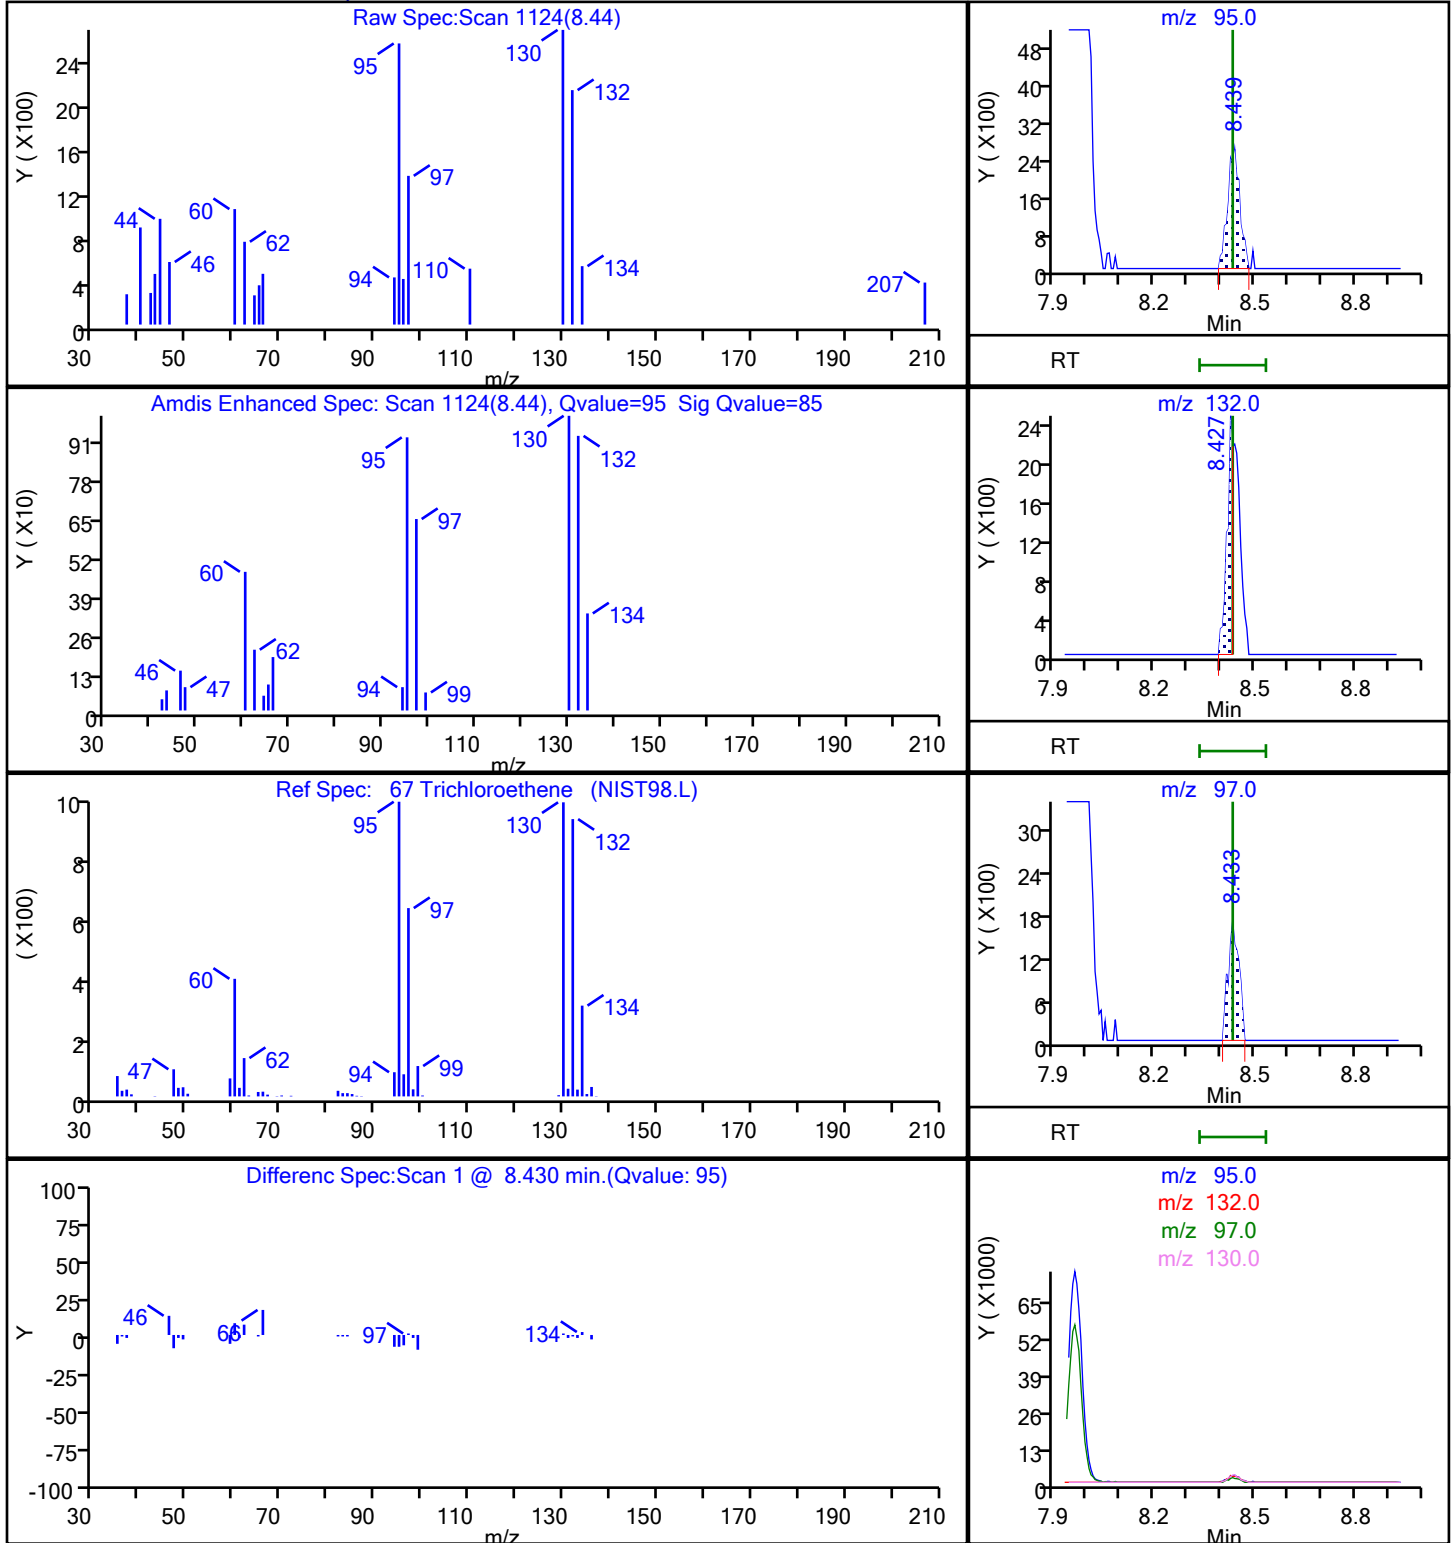 Raw Spec:Scan 1124(8.44)
Y ( X100)
24
20
16
12
8
4
0
95
130
132
97
44
60
46
62
94
110
134
207
30 50 70 90 110 130 150 170 190 210
m/z
m/z 95.0
Y ( X100)
48
40
32
24
16
8
0
8.439
7.9 8.2 8.5 8.8
Min
RT
Amdis Enhanced Spec: Scan 1124(8.44), Qvalue=95 Sig Qvalue=85
Y ( X10)
91
78
65
52
39
26
13
0
130
95
132
97
60
134
46
62
47
94
99
30 50 70 90 110 130 150 170 190 210
m/z
m/z 132.0
Y ( X100)
24
20
16
12
8
4
0
8.427
7.9 8.2 8.5 8.8
Min
RT
Ref Spec: 67 Trichloroethene (NIST98.L)
( X100)
10
8
6
4
2
0
95
130
132
97
60
134
47
62
94
99
30 50 70 90 110 130 150 170 190 210
m/z 97.0
Y ( X100)
30
24
18
12
6
0
8.433
7.9 8.2 8.5 8.8
Min
RT
Differenc Spec:Scan 1 @ 8.430 min.(Qvalue: 95)
Y
100
75
50
25
0
-25
-50
-75
-100
46
66
97
134
30 50 70 90 110 130 150 170 190 210
m/z
m/z 95.0
m/z 132.0
m/z 97.0
m/z 130.0
Y ( X1000)
65
52
39
26
13
0
7.9 8.2 8.5 8.8
Min